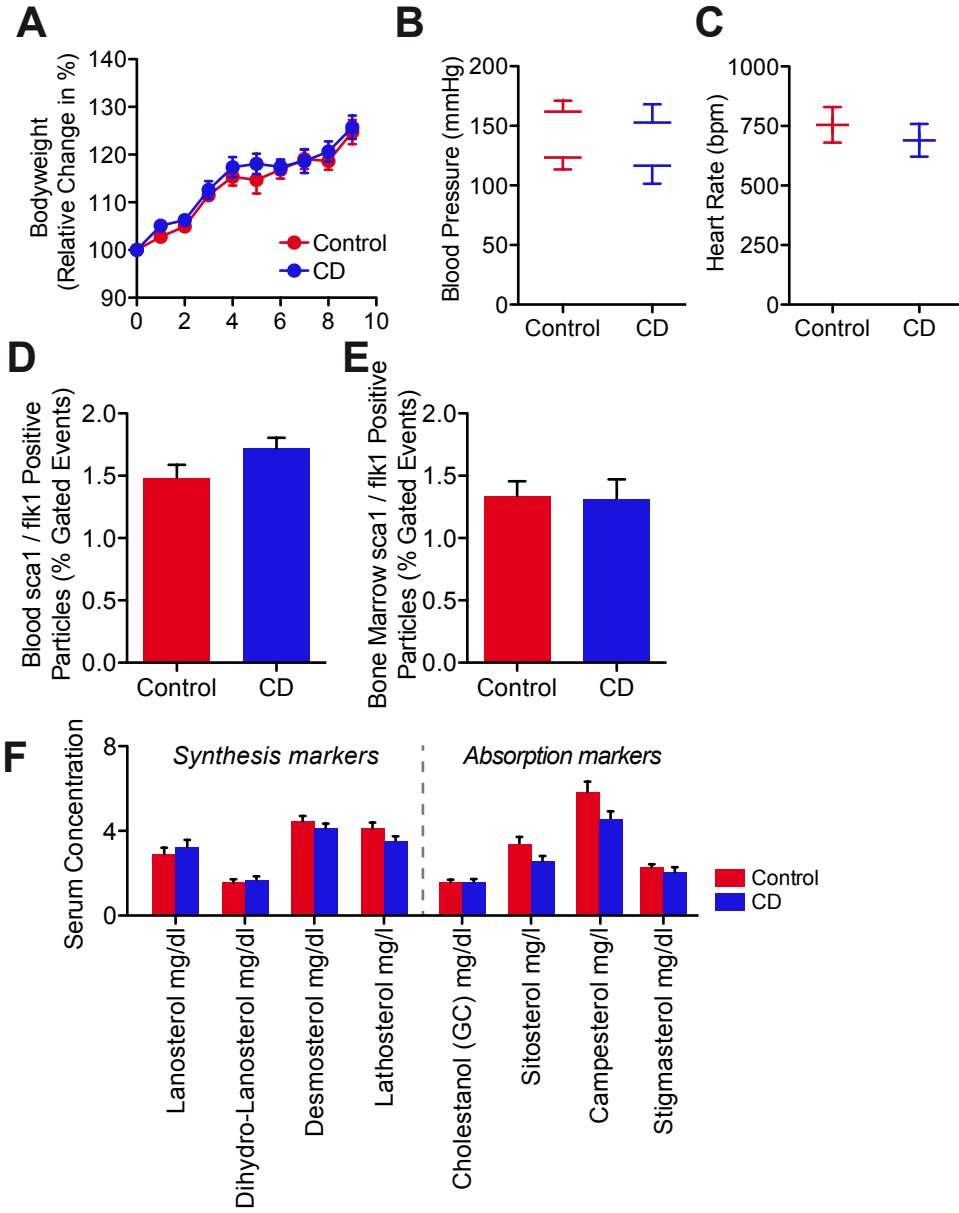 A
Bodyweight
(Relative Change in %)
140
130
120
110
100
90
0 2 4 6 8 10
Control
CD
B
Blood Pressure (mmHg)
200
150
100
50
0
Control CD
C
Heart Rate (bpm)
1000
750
500
250
0
Control CD
D
Blood sca1 / flk1 Positive
Particles (% Gated Events)
2.0
1.5
1.0
0.5
0.0
Control CD
E
Bone Marrow sca1 / flk1 Positive
Particles (% Gated Events)
2.0
1.5
1.0
0.5
0.0
Control CD
F
Serum Concentration
8
4
0
Synthesis markers
Absorption markers
Control
CD
Lanosterol mg/dl
Dihydro-Lanosterol mg/dl
Desmosterol mg/dl
Lathosterol mg/l
Cholestanol (GC) mg/dl
Sitosterol mg/l
Campesterol mg/l
Stigmasterol mg/dl